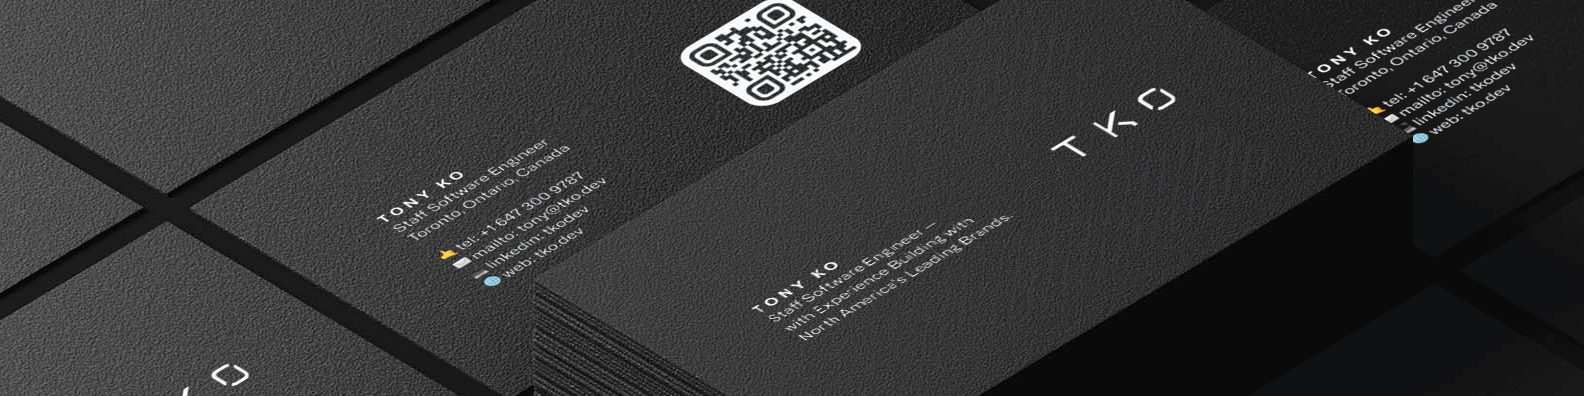 TONY KO
Staff Software Engineer
Toronto, Ontario, Canada
tel: +1 647 300 9787
mailto: tony@tko.dev
linkedin: tkodev
web: tko.dev
TKO
TONY KO
Staff Software Engineer —
with Experience Building with
North America's Leading Brands.
TONY KO
Staff Software Engineer
Toronto, Ontario, Canada
tel: +1 647 300 9787
mailto: tony@tko.dev
linkedin: tkodev
web: tko.dev
KO